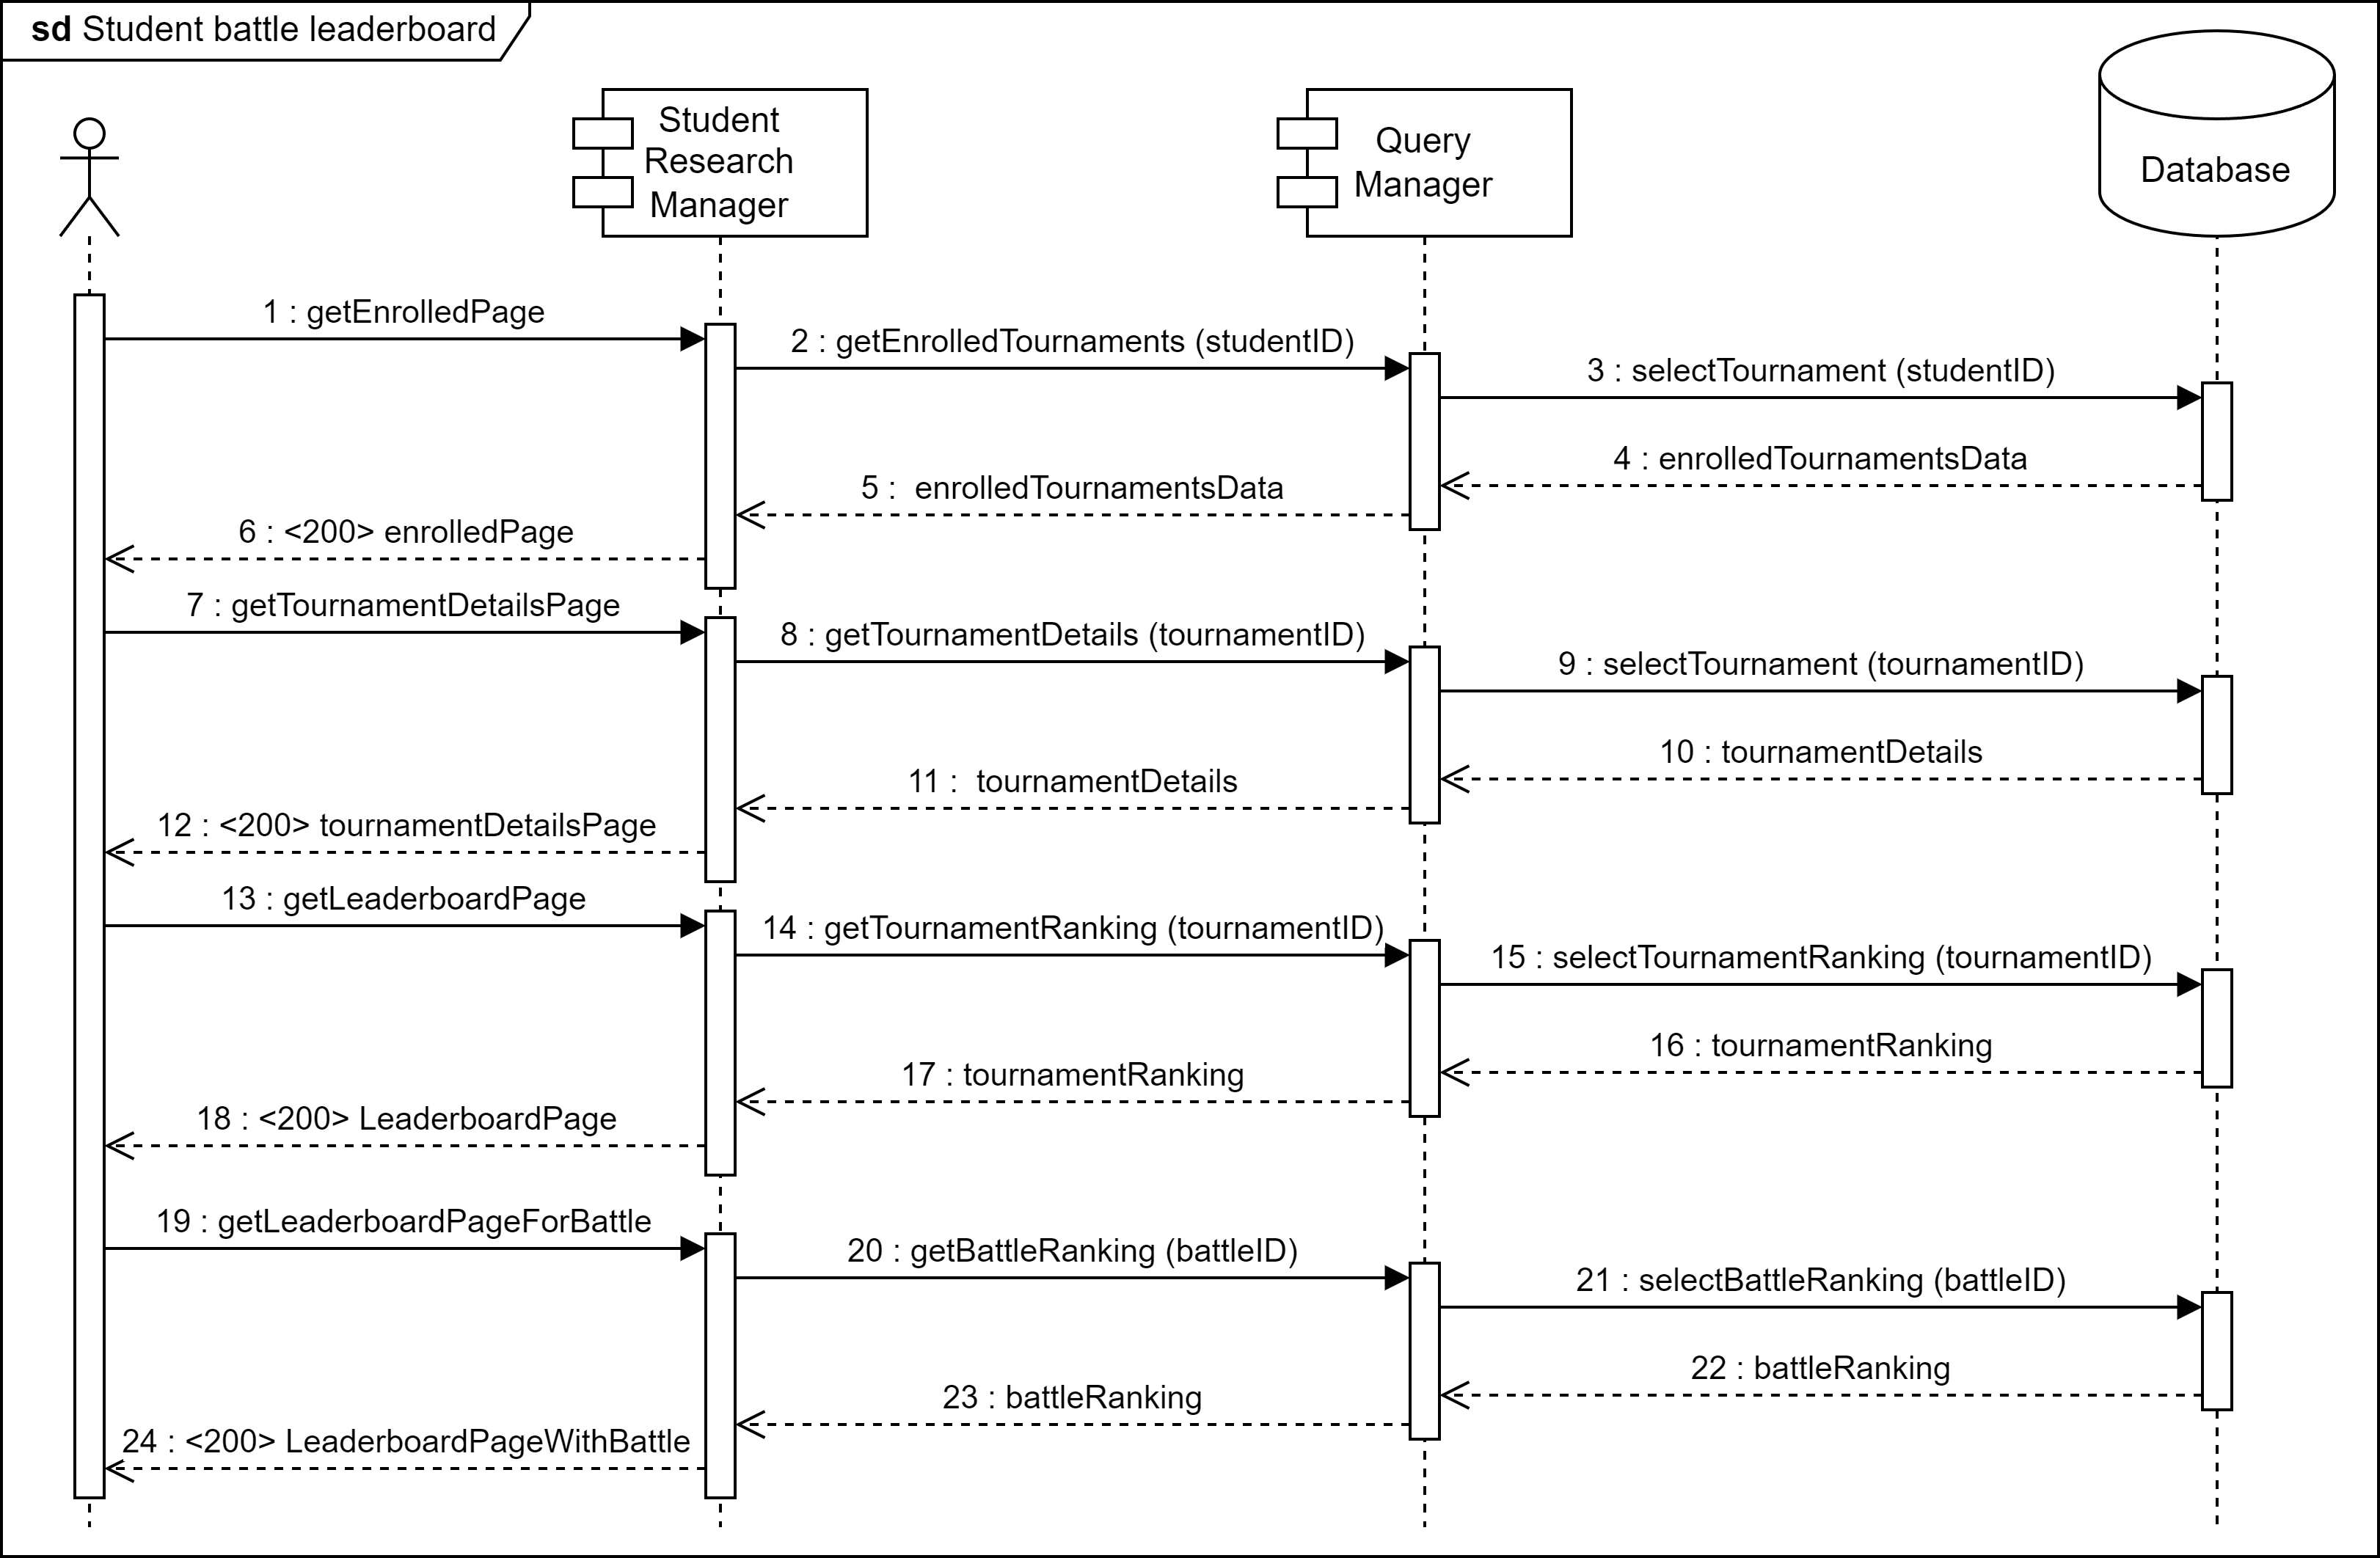 sd Student battle leaderboard
Student
Research
Manager
Query
Manager
Database
1 : getEnrolledPage
2 : getEnrolledTournaments (studentID)
3 : selectTournament (studentID)
4 : enrolledTournamentsData
5 :  enrolledTournamentsData
6 : <200> enrolledPage
7 : getTournamentDetailsPage
8 : getTournamentDetails (tournamentID)
9 : selectTournament (tournamentID)
10 : tournamentDetails
11 :  tournamentDetails
12 : <200> tournamentDetailsPage
13 : getLeaderboardPage
14 : getTournamentRanking (tournamentID)
15 : selectTournamentRanking (tournamentID)
16 : tournamentRanking
17 : tournamentRanking
18 : <200> LeaderboardPage
19 : getLeaderboardPageForBattle
20 : getBattleRanking (battleID)
21 : selectBattleRanking (battleID)
22 : battleRanking
23 : battleRanking
24 : <200> LeaderboardPageWithBattle